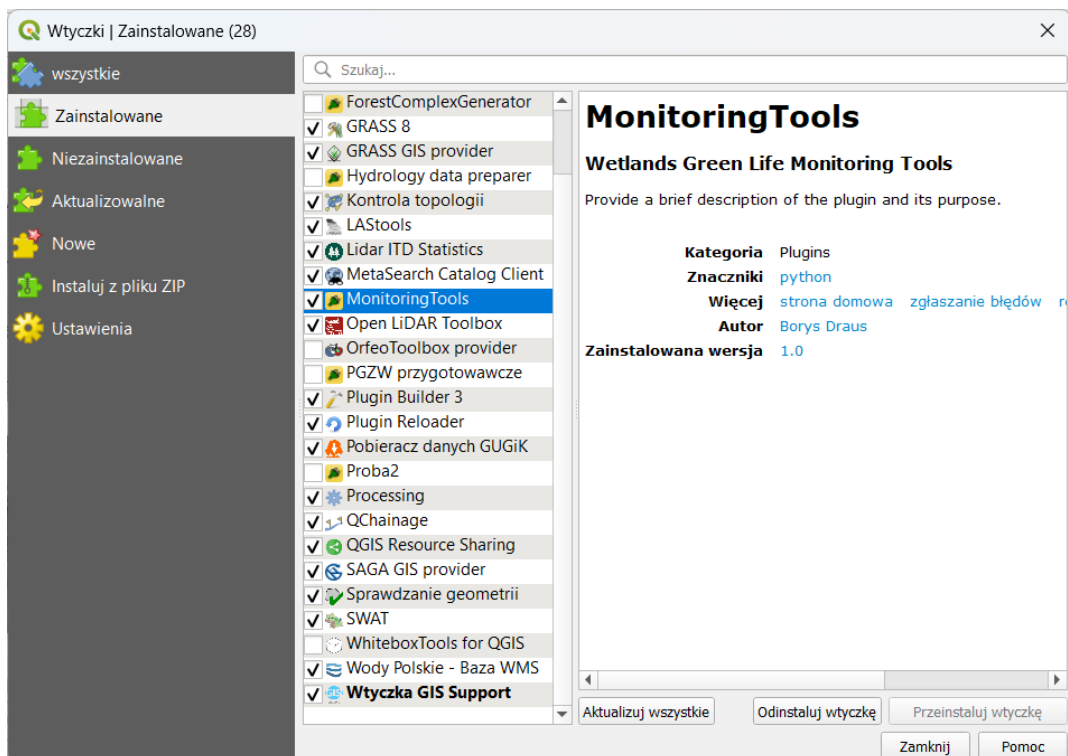 Wtyczki | Zainstalowane (28)
wszystkie
Zainstalowane
Niezainstalowane
Aktualizowalne
Nowe
Instaluj z pliku ZIP
Ustawienia
Szukaj...
ForestComplexGenerator
GRASS 8
GRASS GIS provider
Hydrology data preparer
Kontrola topologii
LAStools
Lidar ITD Statistics
MetaSearch Catalog Client
MonitoringTools
Open LiDAR Toolbox
OrfeoToolbox provider
PGZW przygotowawcze
Plugin Builder 3
Plugin Reloader
Pobieracz danych GUGiK
Proba2
Processing
QChainage
QGIS Resource Sharing
SAGA GIS provider
Sprawdzanie geometrii
SWAT
WhiteboxTools for QGIS
Wody Polskie - Baza WMS
Wtyczka GIS Support
MonitoringTools
Wetlands Green Life Monitoring Tools
Provide a brief description of the plugin and its purpose.
Kategoria Plugins
Znaczniki python
Więcej strona domowa zgłaszanie błędów
Autor Borys Draus
Zainstalowana wersja 1.0
Aktualizuj wszystkie Odinstaluj wtyczkę Przeinstaluj wtyczkę
Zamknij Pomoc